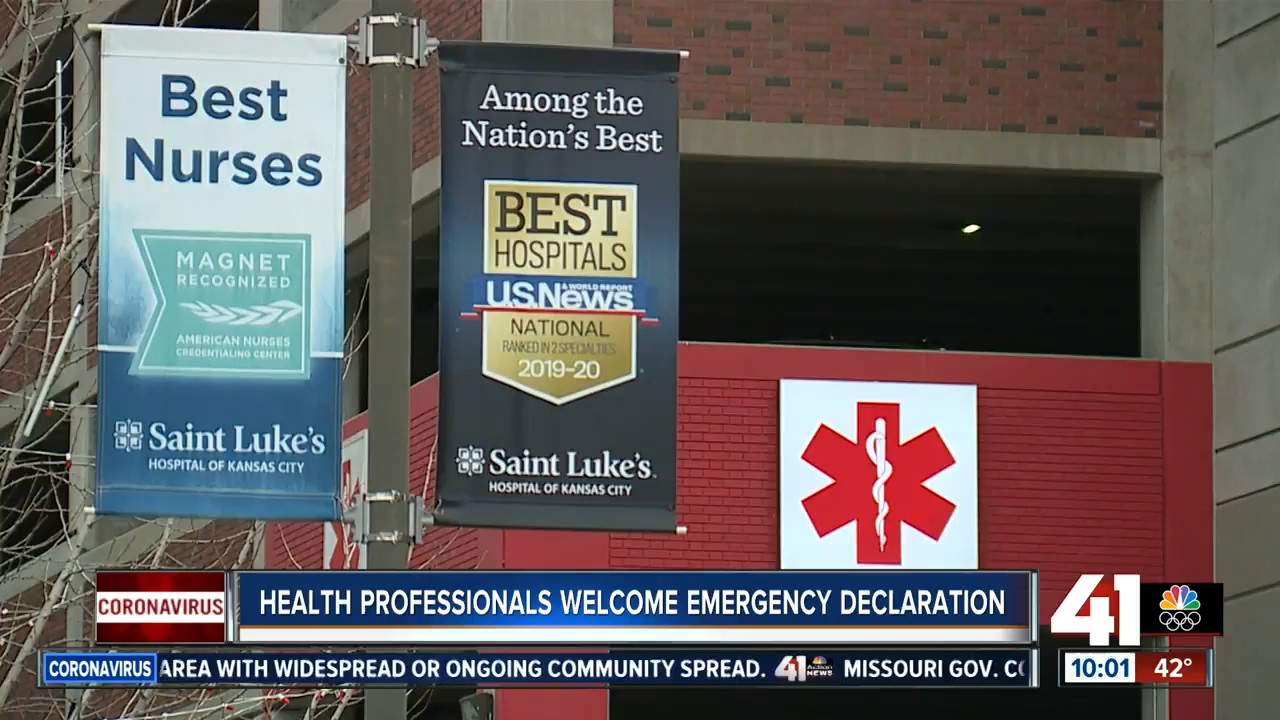 Best
Nurses
MAGNET
RECOGNIZED
AMERICAN NURSES
CREDENTIALING CENTER
Saint Luke's
HOSPITAL OF KANSAS CITY
Among the
Nation's Best
BEST
HOSPITALS
& WORLD REPORT
U.S.News
NATIONAL
RANKED IN 2 SPECIALTIES
2019-20
Saint Luke's
HOSPITAL OF KANSAS CITY
CORONAVIRUS
HEALTH PROFESSIONALS WELCOME EMERGENCY DECLARATION
41
CORONAVIRUS
AREA WITH WIDESPREAD OR ONGOING COMMUNITY SPREAD. 41 Action NEWS MISSOURI GOV.
10:01 42°